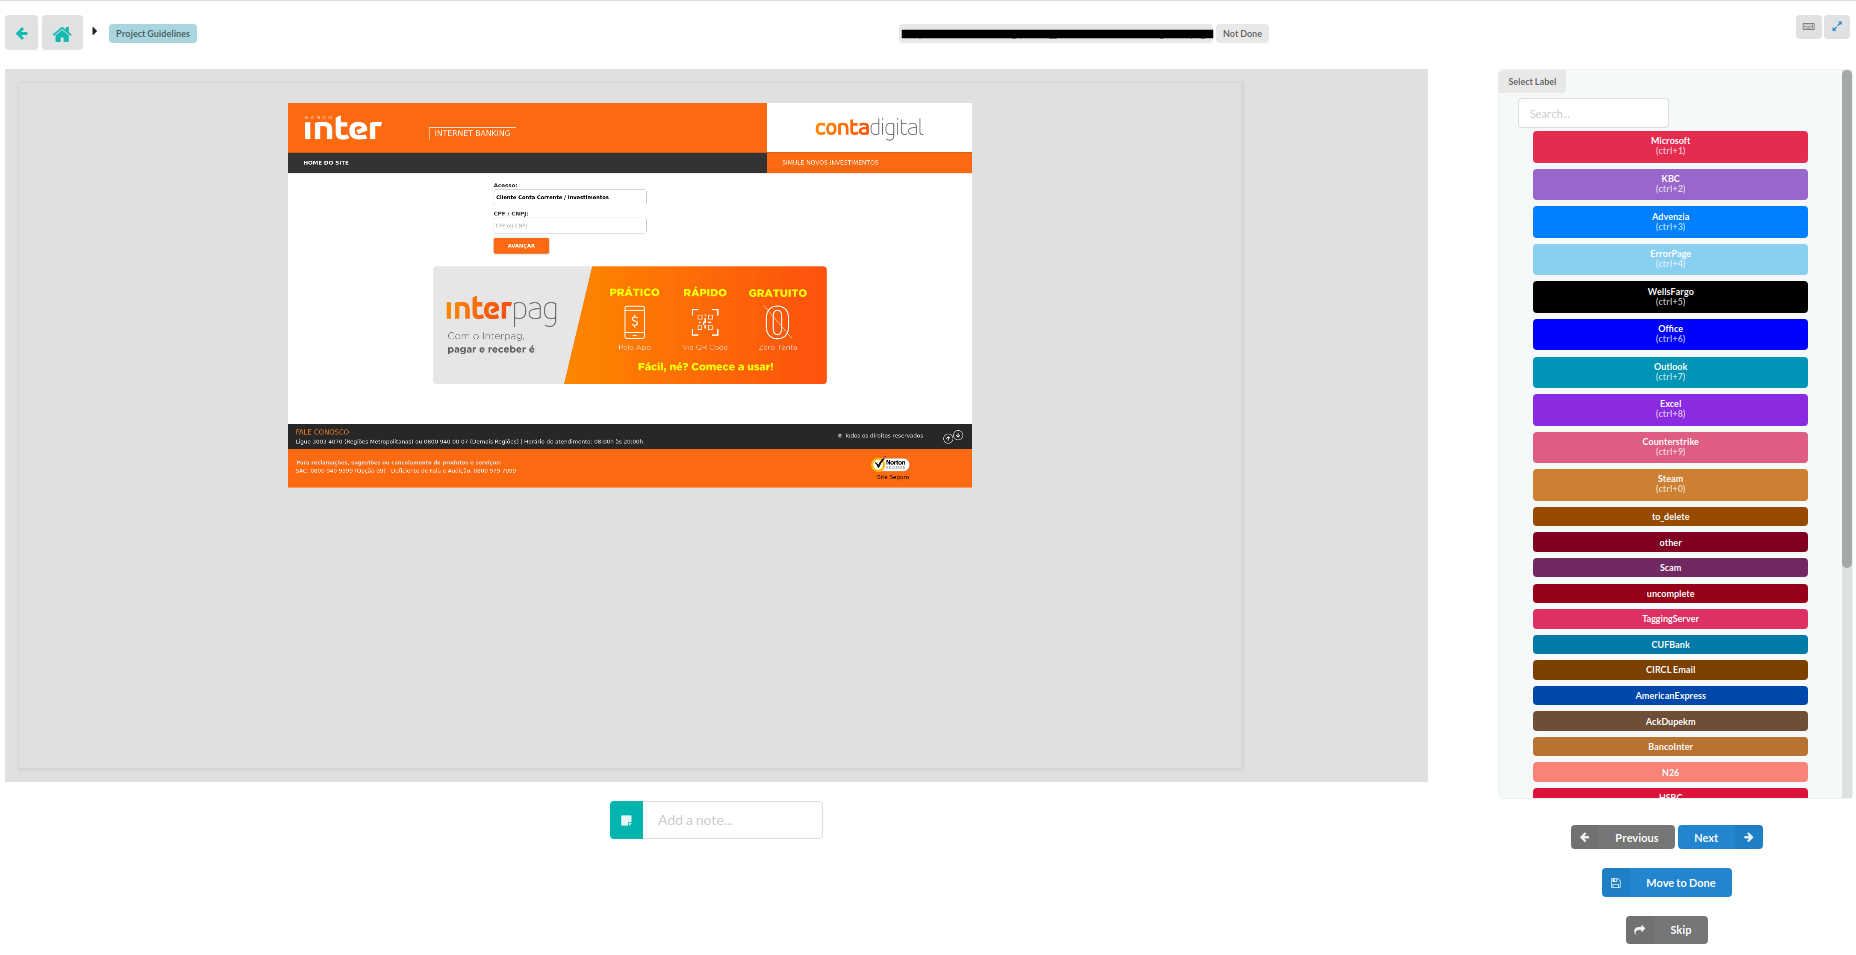 Project Guidelines
Not Done
BANCO
inter
INTERNET BANKING
contadigital
HOME DO SITE
SIMULE NOVOS INVESTIMENTOS
Acesso:
Cliente Conta Corrente / Investimentos
CPF / CNPJ:
CPF ou CNPJ
AVANÇAR
interpag
Com o Interpag,
pagar e receber é
PRÁTICO
RÁPIDO
GRATUITO
Pelo App
Via QR Code
Zero Tarifa
Fácil, né? Comece a usar!
FALE CONOSCO
Ligue 3003 4070 (Regiões Metropolitanas) ou 0800 940 00 07 (Demais Regiões) | Horário de atendimento: 08:00h às 20:00h.
® Todos os direitos reservados
Para reclamações, sugestões ou cancelamento de produtos e serviços:
SAC: 0800 940 9999 (Opção 09) - Deficiente de Fala e Audição: 0800 979 7099
Norton
SECURED
Site Seguro
Add a note...
Select Label
Search...
Microsoft
(ctrl+1)
KBC
(ctrl+2)
Advenzia
(ctrl+3)
ErrorPage
(ctrl+4)
WellsFargo
(ctrl+5)
Office
(ctrl+6)
Outlook
(ctrl+7)
Excel
(ctrl+8)
Counterstrike
(ctrl+9)
Steam
(ctrl+0)
to_delete
other
Scam
uncomplete
TaggingServer
CUFBank
CIRCL Email
AmericanExpress
AckDupekm
BancoInter
N26
HSBC
Previous
Next
Move to Done
Skip